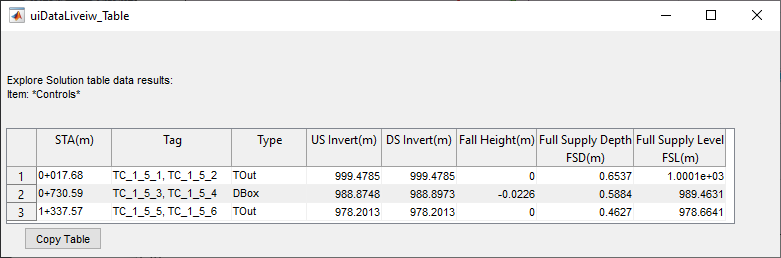 uiDataLiveiw_Table
Explore Solution table data results:
Item: *Controls*
STA(m) Tag Type US Invert(m) DS Invert(m) Fall Height(m) Full Supply Depth Full Supply Level
FSD(m) FSL(m)
1 0+017.68 TC_1_5_1, TC_1_5_2 TOut 999.4785 999.4785 0 0.6537 1.0001e+03
2 0+730.59 TC_1_5_3, TC_1_5_4 DBox 988.8748 988.8973 -0.0226 0.5884 989.4631
3 1+337.57 TC_1_5_5, TC_1_5_6 TOut 978.2013 978.2013 0 0.4627 978.6641
Copy Table